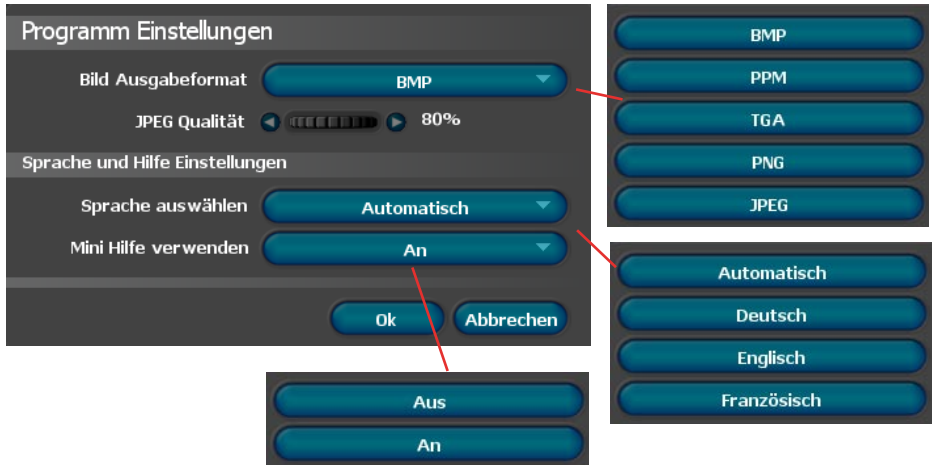 Programm Einstellungen
Bild Ausgabeformat BMP
JPEG Qualität 80%
Sprache und Hilfe Einstellungen
Sprache auswählen Automatisch
Mini Hilfe verwenden An
Ok Abbrechen
BMP
PPM
TGA
PNG
JPEG
Automatisch
Deutsch
Englisch
Französisch
Aus
An